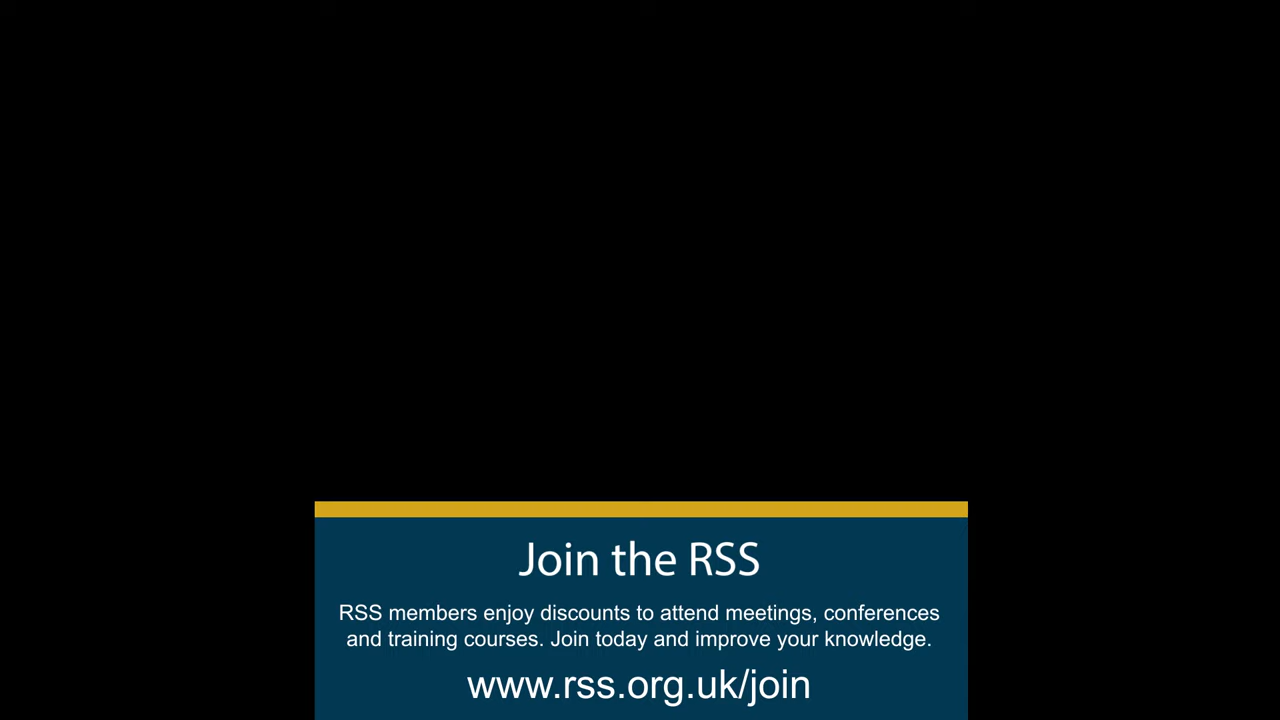 Join the RSS
RSS members enjoy discounts to attend meetings, conferences
and training courses. Join today and improve your knowledge.
www.rss.org.uk/join